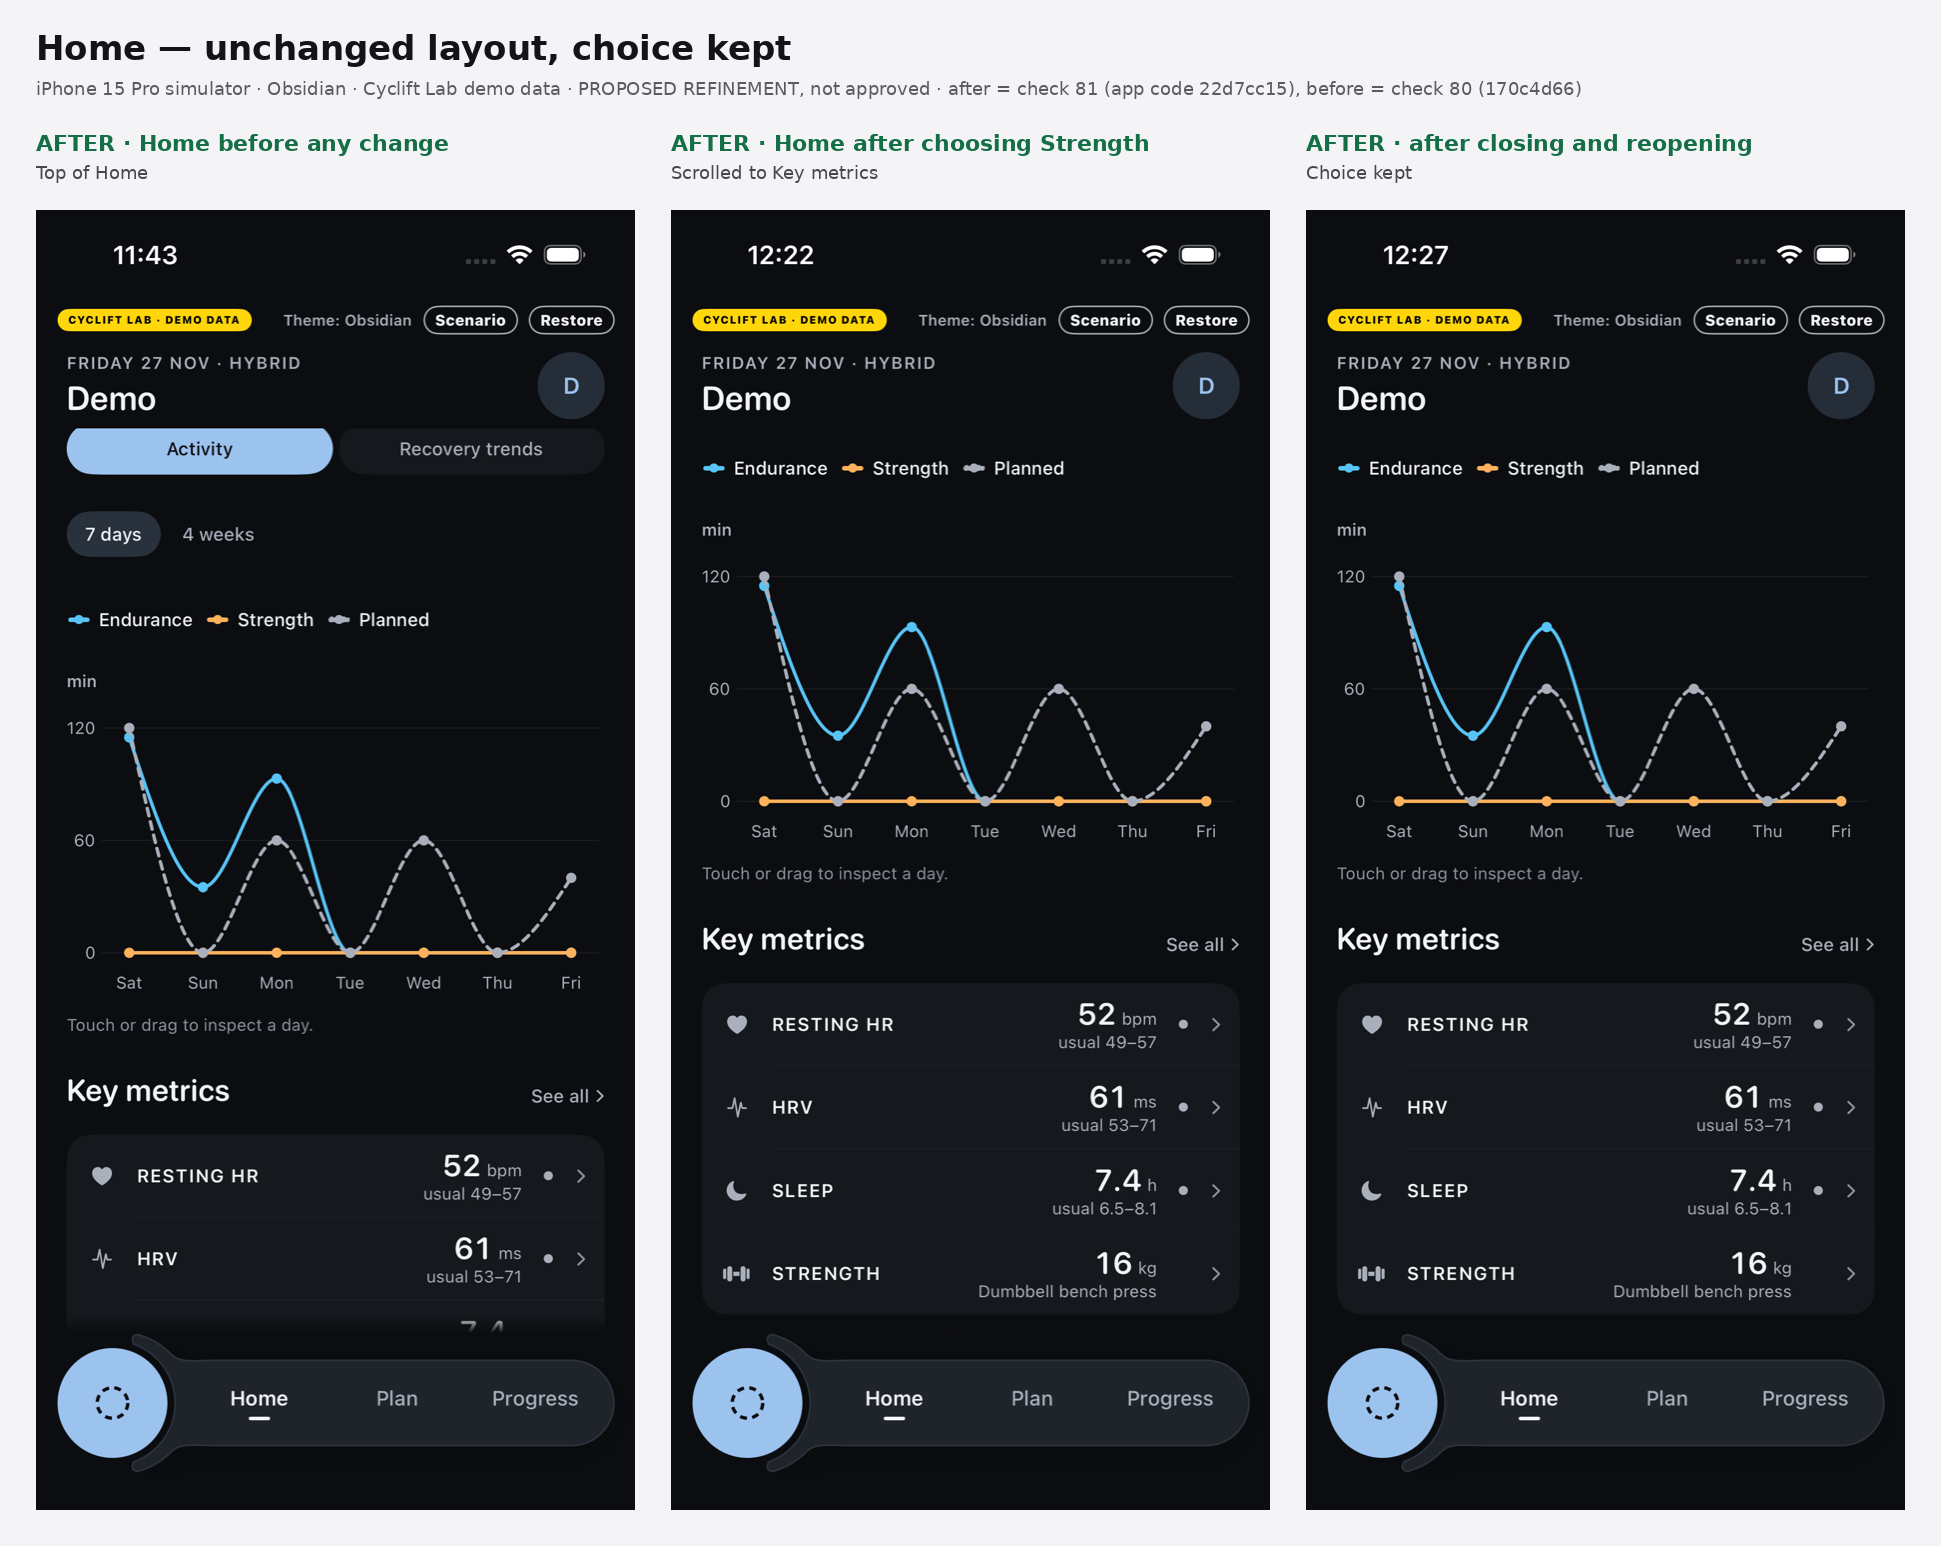 Home — unchanged layout, choice kept
iPhone 15 Pro simulator · Obsidian · Cyclift Lab demo data · PROPOSED REFINEMENT, not approved · after = check 81 (app code 22d7cc15), before = check 80 (170c4d66)
AFTER · Home before any change
Top of Home
11:43
CYCLIFT LAB · DEMO DATA Theme: Obsidian Scenario Restore
FRIDAY 27 NOV · HYBRID
Demo
D
Activity Recovery trends
7 days 4 weeks
Endurance Strength Planned
min
120
60
0
Sat Sun Mon Tue Wed Thu Fri
Touch or drag to inspect a day.
Key metrics See all
RESTING HR 52 bpm
usual 49–57
HRV 61 ms
usual 53–71
Home Plan Progress
AFTER · Home after choosing Strength
Scrolled to Key metrics
12:22
CYCLIFT LAB · DEMO DATA Theme: Obsidian Scenario Restore
FRIDAY 27 NOV · HYBRID
Demo
D
Endurance Strength Planned
min
120
60
0
Sat Sun Mon Tue Wed Thu Fri
Touch or drag to inspect a day.
Key metrics See all
RESTING HR 52 bpm
usual 49–57
HRV 61 ms
usual 53–71
SLEEP 7.4 h
usual 6.5–8.1
STRENGTH 16 kg
Dumbbell bench press
Home Plan Progress
AFTER · after closing and reopening
Choice kept
12:27
CYCLIFT LAB · DEMO DATA Theme: Obsidian Scenario Restore
FRIDAY 27 NOV · HYBRID
Demo
D
Endurance Strength Planned
min
120
60
0
Sat Sun Mon Tue Wed Thu Fri
Touch or drag to inspect a day.
Key metrics See all
RESTING HR 52 bpm
usual 49–57
HRV 61 ms
usual 53–71
SLEEP 7.4 h
usual 6.5–8.1
STRENGTH 16 kg
Dumbbell bench press
Home Plan Progress